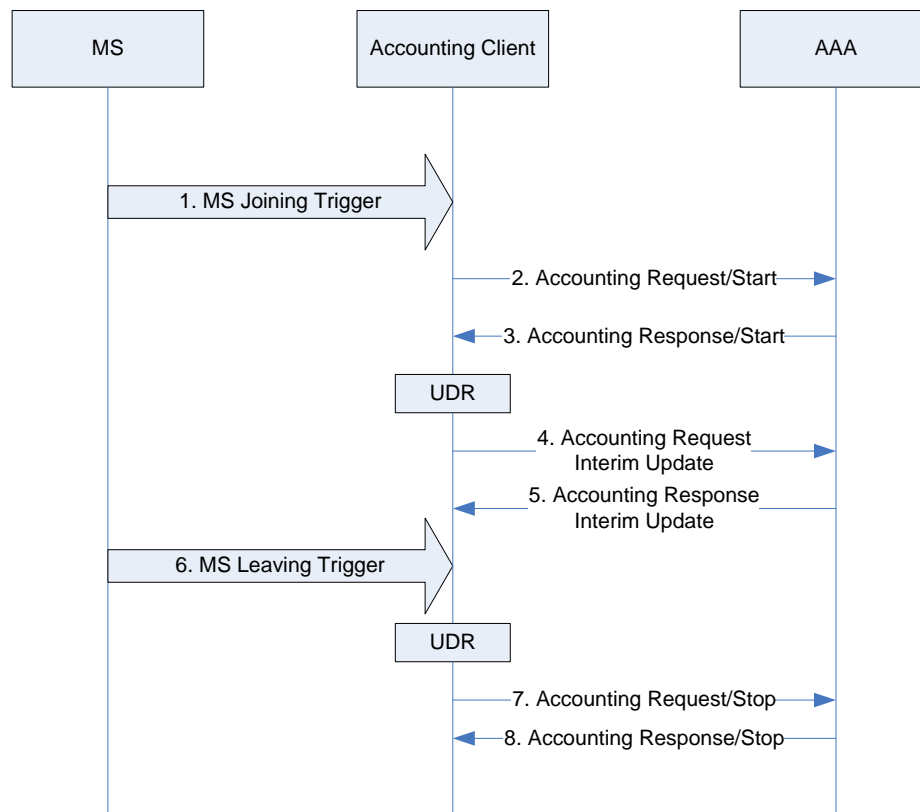 MS
Accounting Client
AAA
1. MS Joining Trigger
2. Accounting Request/Start
3. Accounting Response/Start
UDR
4. Accounting Request
Interim Update
5. Accounting Response
Interim Update
6. MS Leaving Trigger
UDR
7. Accounting Request/Stop
8. Accounting Response/Stop